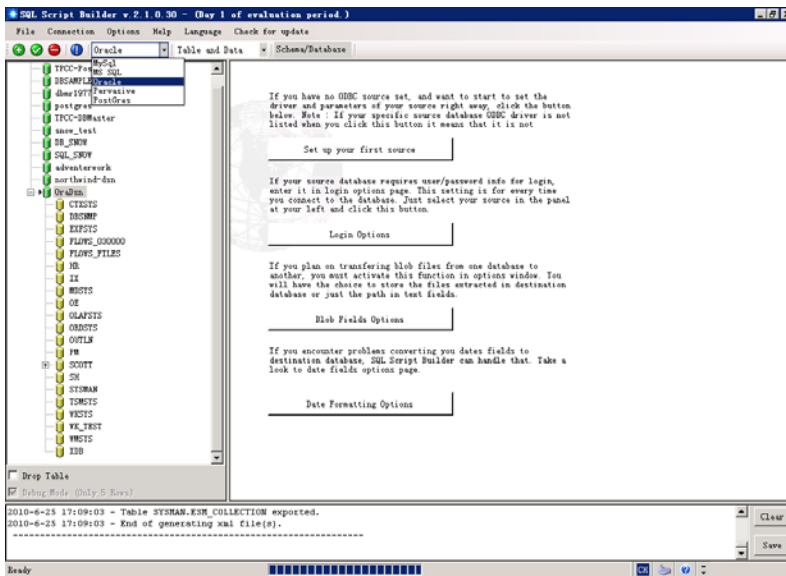 SQL Script Builder v.2.1.0.30 - (Day 1 of evaluation period.)
File Connection Options Help Language Check for update
Oracle Table and Data Schema/Database
MySql
MS SQL
Oracle
Pervasive
PostGres
TPCC-Pos
DBSAMPLE
dbmr1977
postgres
TPCC-DBMaster
snow_test
DB_SNOW
SQL_SNOW
adventerwork
northwind-dsn
OraDsn
CTXSYS
DBSNMP
EXFSYS
FLOWS_030000
FLOWS_FILES
HR
IX
MDSYS
OE
OLAPSYS
ORDSYS
OUTLN
PM
SCOTT
SH
SYSMAN
TSMSYS
WKSYS
WK_TEST
WMSYS
XDB
Drop Table
Debug Mode (Only 5 Rows)
If you have no ODBC source set, and want to start to set the
driver and parameters of your source right away, click the button
below. Note : If your specific source database ODBC driver is not
listed when you click this button it means that it is not
Set up your first source
If your source database requires user/password info for login,
enter it in login options page. This setting is for every time
you connect to the database. Just select your source in the panel
at your left and click this button.
Login Options
If you plan on transfering blob files from one database to
another, you must activate this function in options window. You
will have the choice to store the files extracted in destination
database or just the path in text fields.
Blob Fields Options
If you encounter problems converting you dates fields to
destination database, SQL Script Builder can handle that. Take a
look to date fields options page.
Date Formatting Options
2010-6-25 17:09:03 - Table SYSMAN.ESM_COLLECTION exported.
2010-6-25 17:09:03 - End of generating xml file(s).
------------------------------------------------------------------
Clear
Save
Ready
CH